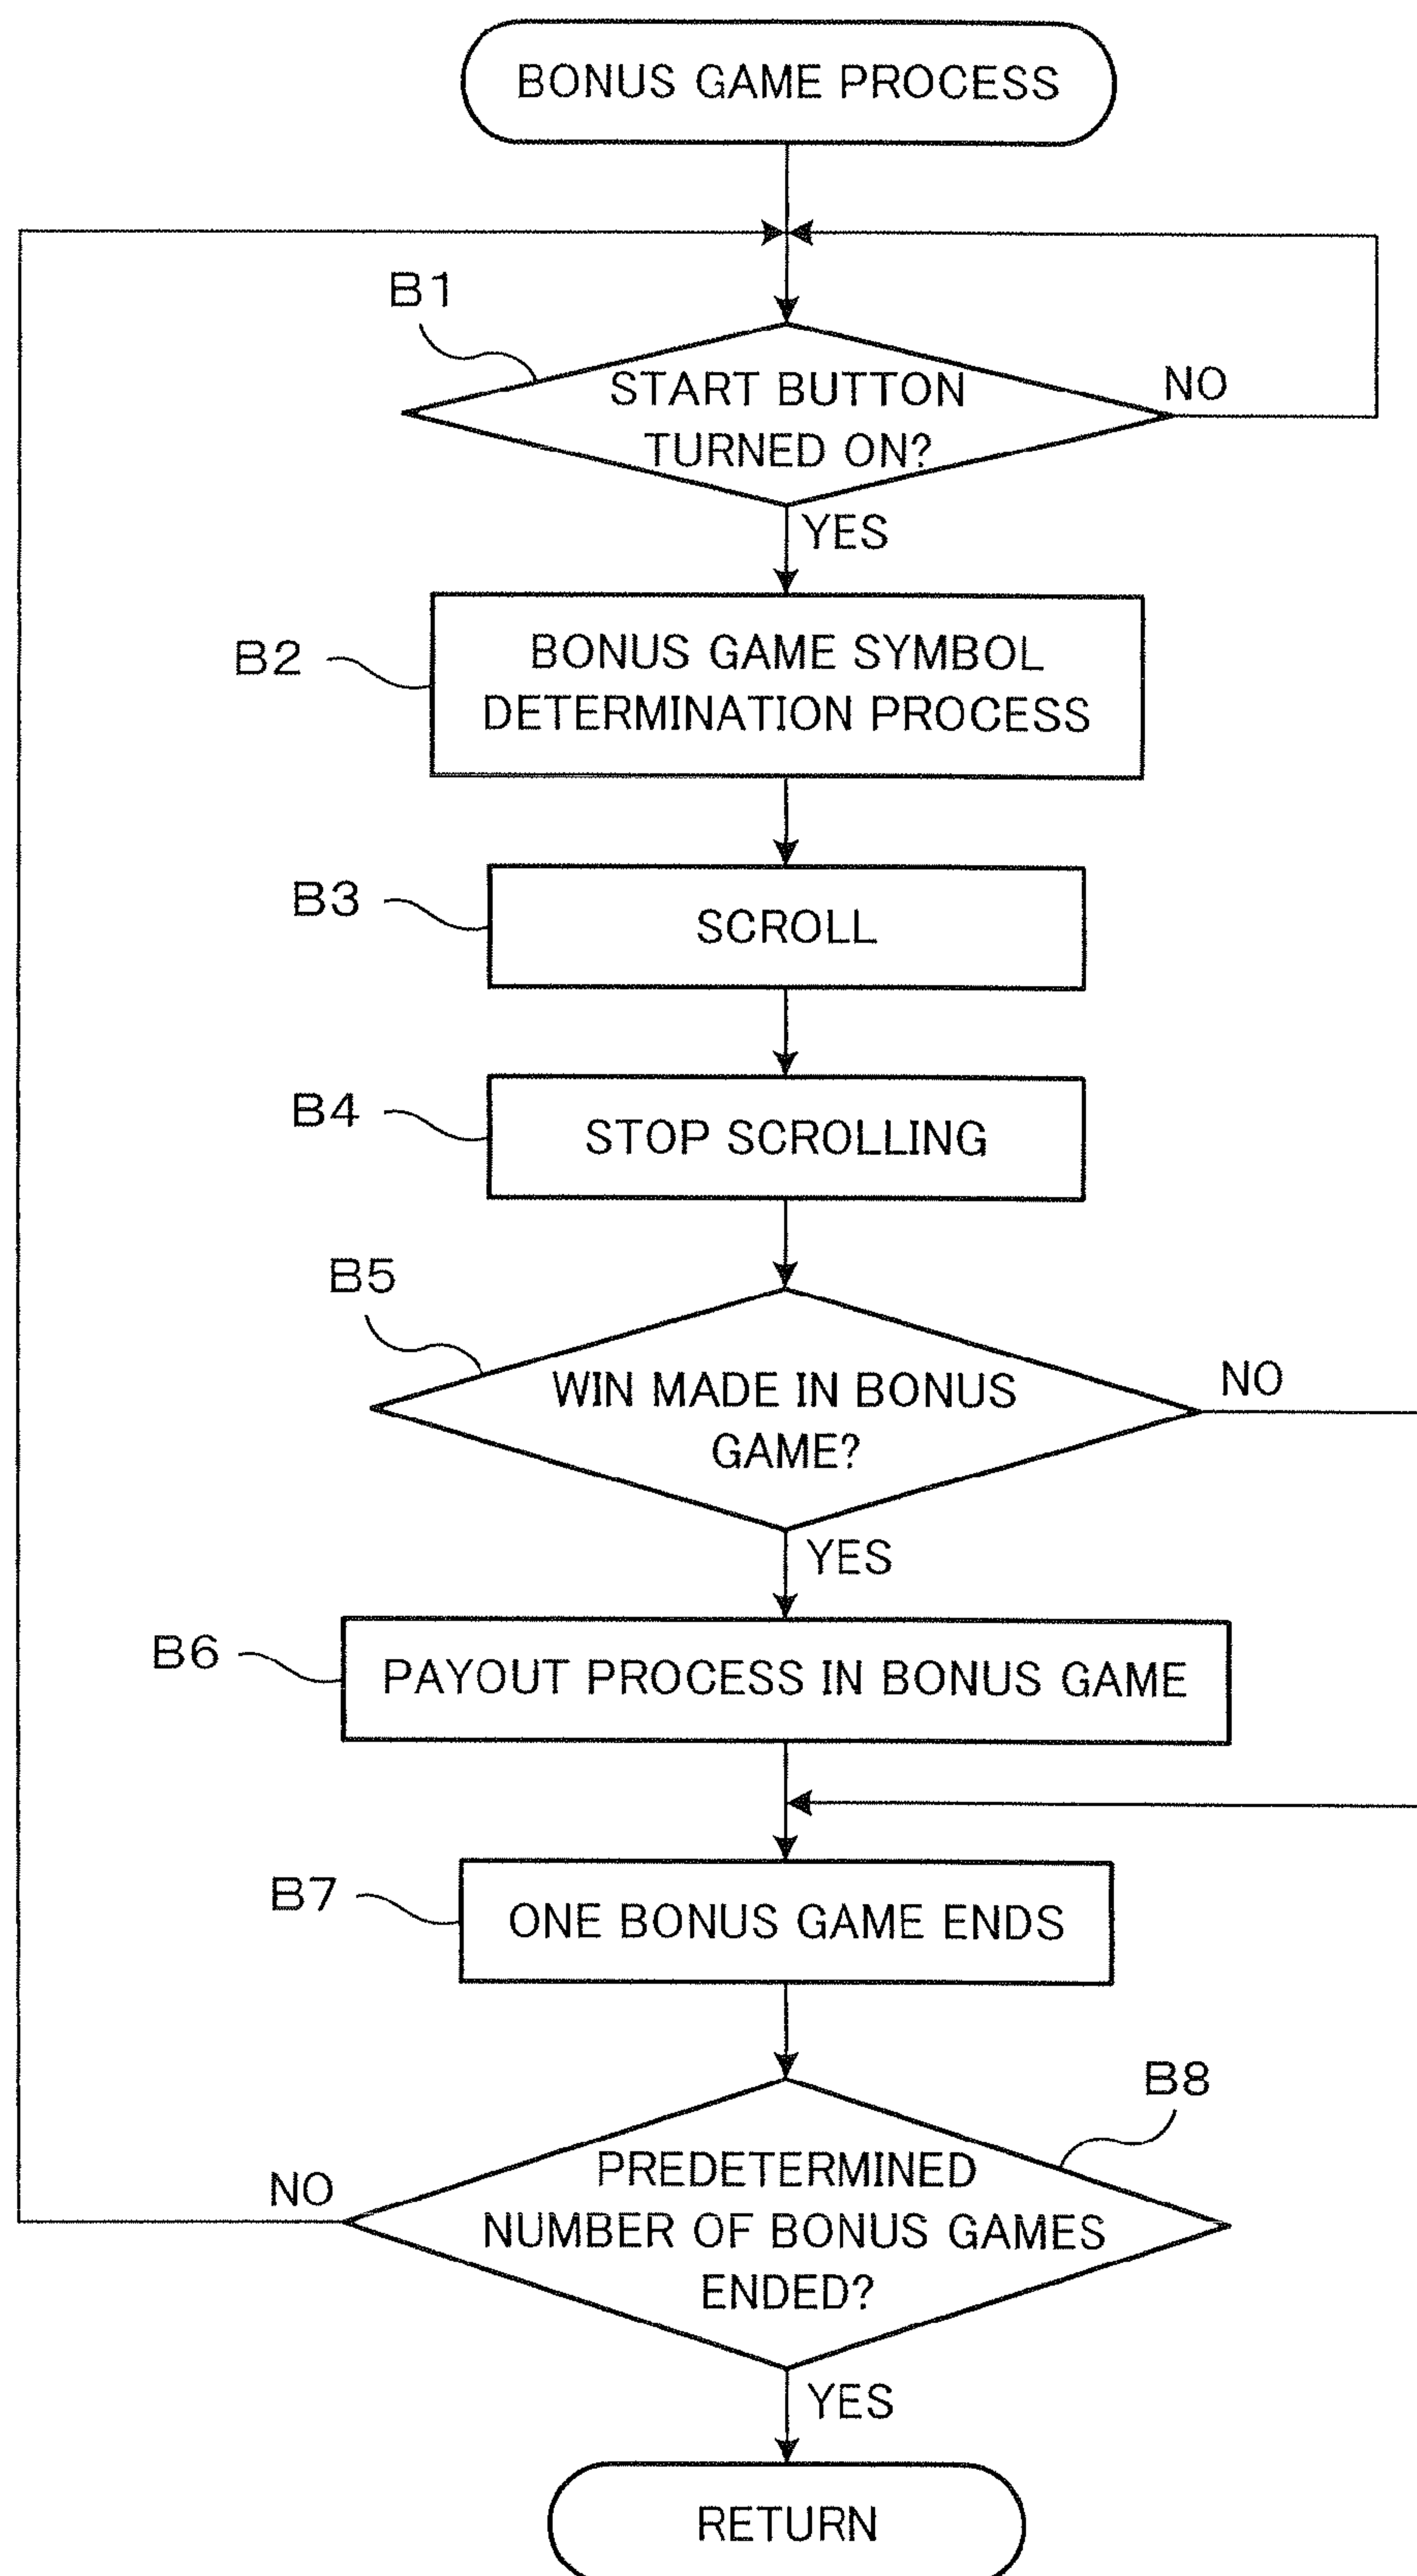 BONUS GAME PROCESS
B1
START BUTTON
TURNED ON?
NO
YES
B2
BONUS GAME SYMBOL
DETERMINATION PROCESS
B3
SCROLL
B4
STOP SCROLLING
B5
WIN MADE IN BONUS
GAME?
NO
YES
B6
PAYOUT PROCESS IN BONUS GAME
B7
ONE BONUS GAME ENDS
B8
PREDETERMINED
NUMBER OF BONUS GAMES
ENDED?
NO
YES
RETURN